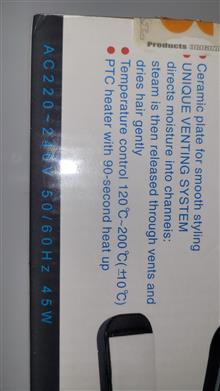 Products
Ceramic plate for smooth styling
UNIQUE VENTING SYSTEM
directs moisture into channels;
steam is then released through vents and
dries hair gently
Temperature control 120℃~200℃(±10℃)
PTC heater with 90-second heat up
AC220~240V 50/60Hz 45W